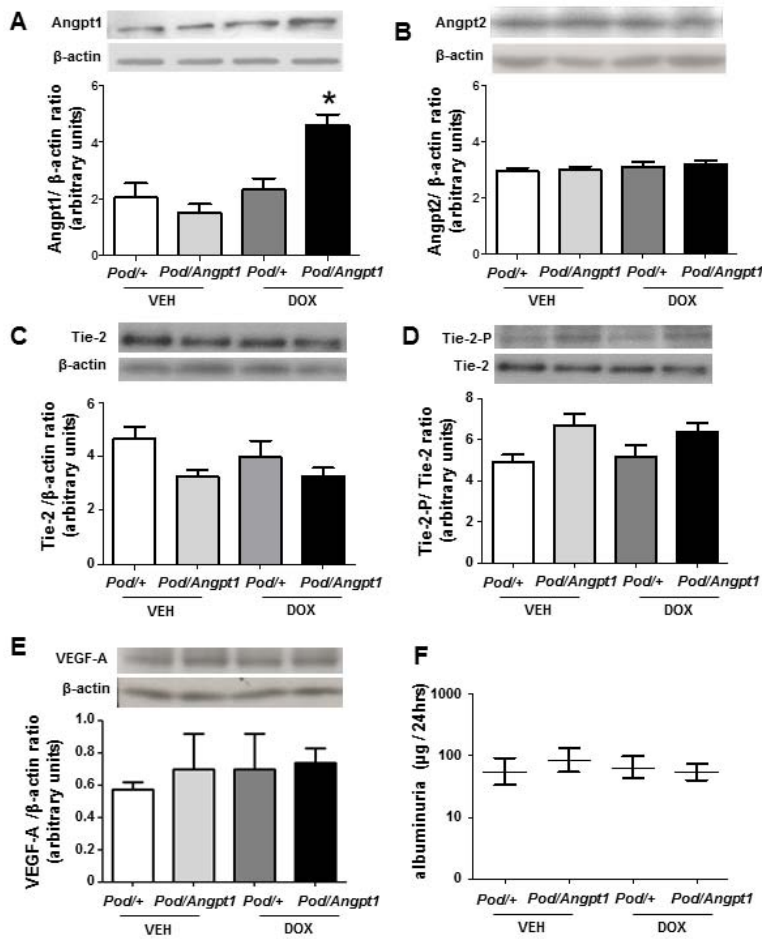 A
Angpt1
β-actin
Angpt1/ β-actin ratio
(arbitrary units)
6
4
2
0
*
Pod/+ Pod/Angpt1 Pod/+ Pod/Angpt1
VEH DOX
B
Angpt2
β-actin
Angpt2/ β-actin ratio
(arbitrary units)
6
3
0
Pod/+ Pod/Angpt1 Pod/+ Pod/Angpt1
VEH DOX
C
Tie-2
β-actin
Tie-2 /β-actin ratio
(arbitrary units)
6
4
2
0
Pod/+ Pod/Angpt1 Pod/+ Pod/Angpt1
VEH DOX
D
Tie-2-P
Tie-2
Tie-2-P/ Tie-2 ratio
(arbitrary units)
8
6
4
2
0
Pod/+ Pod/Angpt1 Pod/+ Pod/Angpt1
VEH DOX
E
VEGF-A
β-actin
VEGF-A /β-actin ratio
(arbitrary units)
1.0
0.8
0.6
0.4
0.2
0.0
Pod/+ Pod/Angpt1 Pod/+ Pod/Angpt1
VEH DOX
F
albuminuria (µg / 24hrs)
1000
100
10
0
Pod/+ Pod/Angpt1 Pod/+ Pod/Angpt1
VEH DOX